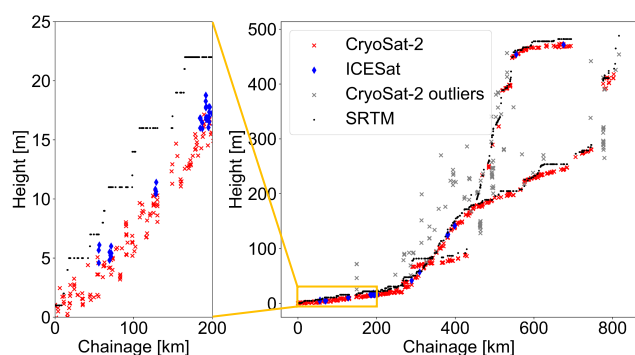 25
20
15
10
5
0
Height [m]
0
100
200
Chainage [km]
500
400
300
200
100
0
Height [m]
CryoSat-2
ICESat
CryoSat-2 outliers
SRTM
0
200
400
600
800
Chainage [km]